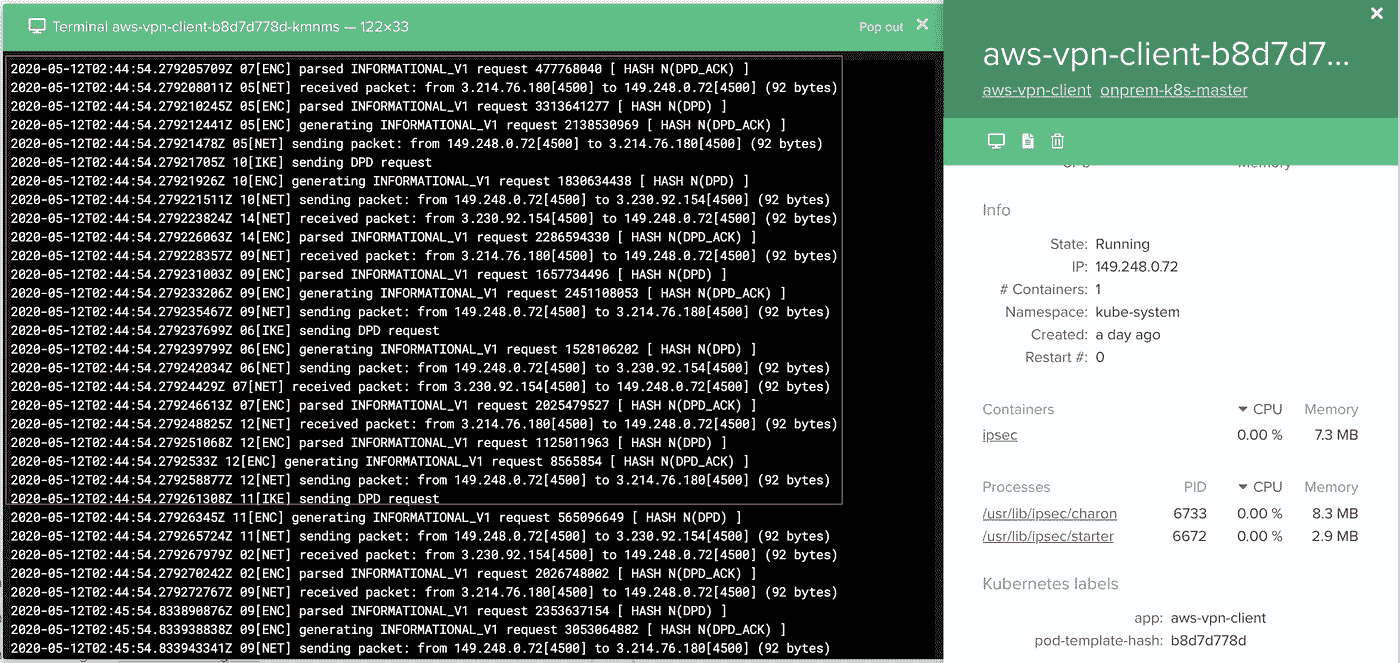 Terminal aws-vpn-client-b8d7d778d-kmnms — 122×33
Pop out
2020-05-12T02:44:54.279205709Z 07[ENC] parsed INFORMATIONAL_V1 request 477768040 [ HASH N(DPD_ACK) ]
2020-05-12T02:44:54.279208011Z 05[NET] received packet: from 3.214.76.180[4500] to 149.248.0.72[4500] (92 bytes)
2020-05-12T02:44:54.279210245Z 05[ENC] parsed INFORMATIONAL_V1 request 3313641277 [ HASH N(DPD) ]
2020-05-12T02:44:54.279212441Z 05[ENC] generating INFORMATIONAL_V1 request 2138530969 [ HASH N(DPD_ACK) ]
2020-05-12T02:44:54.27921478Z 05[NET] sending packet: from 149.248.0.72[4500] to 3.214.76.180[4500] (92 bytes)
2020-05-12T02:44:54.27921705Z 10[IKE] sending DPD request
2020-05-12T02:44:54.27921926Z 10[ENC] generating INFORMATIONAL_V1 request 1830634438 [ HASH N(DPD) ]
2020-05-12T02:44:54.279221511Z 10[NET] sending packet: from 149.248.0.72[4500] to 3.230.92.154[4500] (92 bytes)
2020-05-12T02:44:54.279223824Z 14[NET] received packet: from 3.230.92.154[4500] to 149.248.0.72[4500] (92 bytes)
2020-05-12T02:44:54.279226063Z 14[ENC] parsed INFORMATIONAL_V1 request 2286594330 [ HASH N(DPD_ACK) ]
2020-05-12T02:44:54.279228357Z 09[NET] received packet: from 3.214.76.180[4500] to 149.248.0.72[4500] (92 bytes)
2020-05-12T02:44:54.279231003Z 09[ENC] parsed INFORMATIONAL_V1 request 1657734496 [ HASH N(DPD) ]
2020-05-12T02:44:54.279233206Z 09[ENC] generating INFORMATIONAL_V1 request 2451108053 [ HASH N(DPD_ACK) ]
2020-05-12T02:44:54.279235467Z 09[NET] sending packet: from 149.248.0.72[4500] to 3.214.76.180[4500] (92 bytes)
2020-05-12T02:44:54.279237699Z 06[IKE] sending DPD request
2020-05-12T02:44:54.279239799Z 06[ENC] generating INFORMATIONAL_V1 request 1528106202 [ HASH N(DPD) ]
2020-05-12T02:44:54.279242034Z 06[NET] sending packet: from 149.248.0.72[4500] to 3.230.92.154[4500] (92 bytes)
2020-05-12T02:44:54.27924429Z 07[NET] received packet: from 3.230.92.154[4500] to 149.248.0.72[4500] (92 bytes)
2020-05-12T02:44:54.279246613Z 07[ENC] parsed INFORMATIONAL_V1 request 2025479527 [ HASH N(DPD_ACK) ]
2020-05-12T02:44:54.279248825Z 12[NET] received packet: from 3.214.76.180[4500] to 149.248.0.72[4500] (92 bytes)
2020-05-12T02:44:54.279251068Z 12[ENC] parsed INFORMATIONAL_V1 request 1125011963 [ HASH N(DPD) ]
2020-05-12T02:44:54.2792533Z 12[ENC] generating INFORMATIONAL_V1 request 8565854 [ HASH N(DPD_ACK) ]
2020-05-12T02:44:54.279258877Z 12[NET] sending packet: from 149.248.0.72[4500] to 3.214.76.180[4500] (92 bytes)
2020-05-12T02:44:54.279261308Z 11[IKE] sending DPD request
2020-05-12T02:44:54.27926345Z 11[ENC] generating INFORMATIONAL_V1 request 565096649 [ HASH N(DPD) ]
2020-05-12T02:44:54.279265724Z 11[NET] sending packet: from 149.248.0.72[4500] to 3.230.92.154[4500] (92 bytes)
2020-05-12T02:44:54.279267979Z 02[NET] received packet: from 3.230.92.154[4500] to 149.248.0.72[4500] (92 bytes)
2020-05-12T02:44:54.279270242Z 02[ENC] parsed INFORMATIONAL_V1 request 2026748002 [ HASH N(DPD_ACK) ]
2020-05-12T02:44:54.279272767Z 09[NET] received packet: from 3.214.76.180[4500] to 149.248.0.72[4500] (92 bytes)
2020-05-12T02:45:54.833890876Z 09[ENC] parsed INFORMATIONAL_V1 request 2353637154 [ HASH N(DPD) ]
2020-05-12T02:45:54.833938838Z 09[ENC] generating INFORMATIONAL_V1 request 3053064882 [ HASH N(DPD_ACK) ]
2020-05-12T02:45:54.833943341Z 09[NET] sending packet: from 149.248.0.72[4500] to 3.214.76.180[4500] (92 bytes)
aws-vpn-client-b8d7d7...
aws-vpn-client onprem-k8s-master
Info
State: Running
IP: 149.248.0.72
# Containers: 1
Namespace: kube-system
Created: a day ago
Restart #: 0
Containers CPU Memory
ipsec 0.00 % 7.3 MB
Processes PID CPU Memory
/usr/lib/ipsec/charon 6733 0.00 % 8.3 MB
/usr/lib/ipsec/starter 6672 0.00 % 2.9 MB
Kubernetes labels
app: aws-vpn-client
pod-template-hash: b8d7d778d